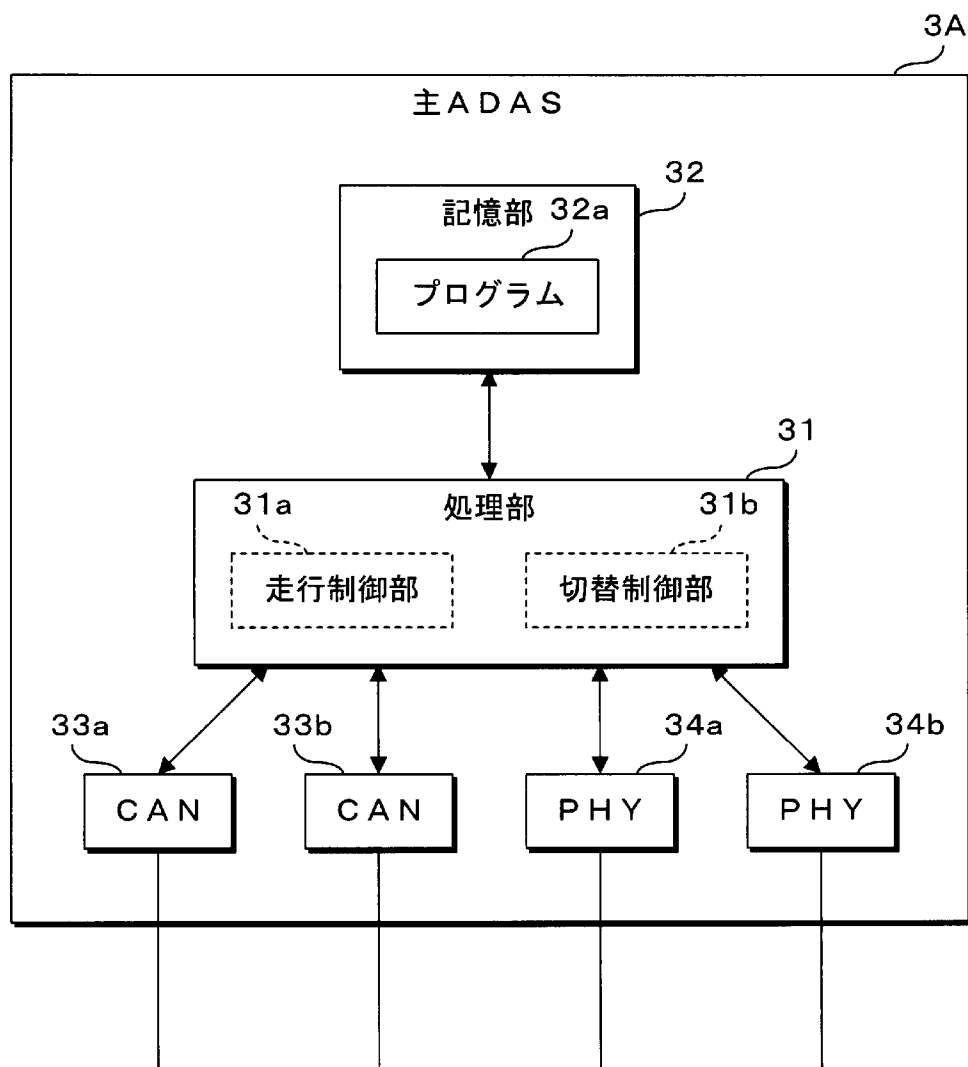 3A
主ADAS
32
記憶部 32a
プログラム
31
31a 処理部 31b
走行制御部 切替制御部
33a 33b 34a 34b
CAN CAN PHY PHY